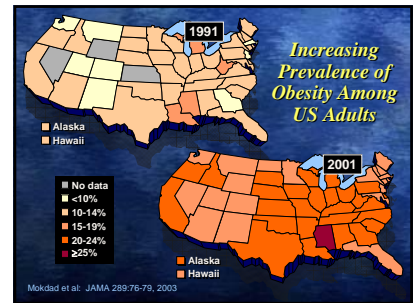 1991
Increasing
Prevalence of
Obesity Among
US Adults
Alaska
Hawaii
2001
No data
<10%
10-14%
15-19%
20-24%
≥25%
Alaska
Hawaii
Mokdad et al: JAMA 289:76-79, 2003